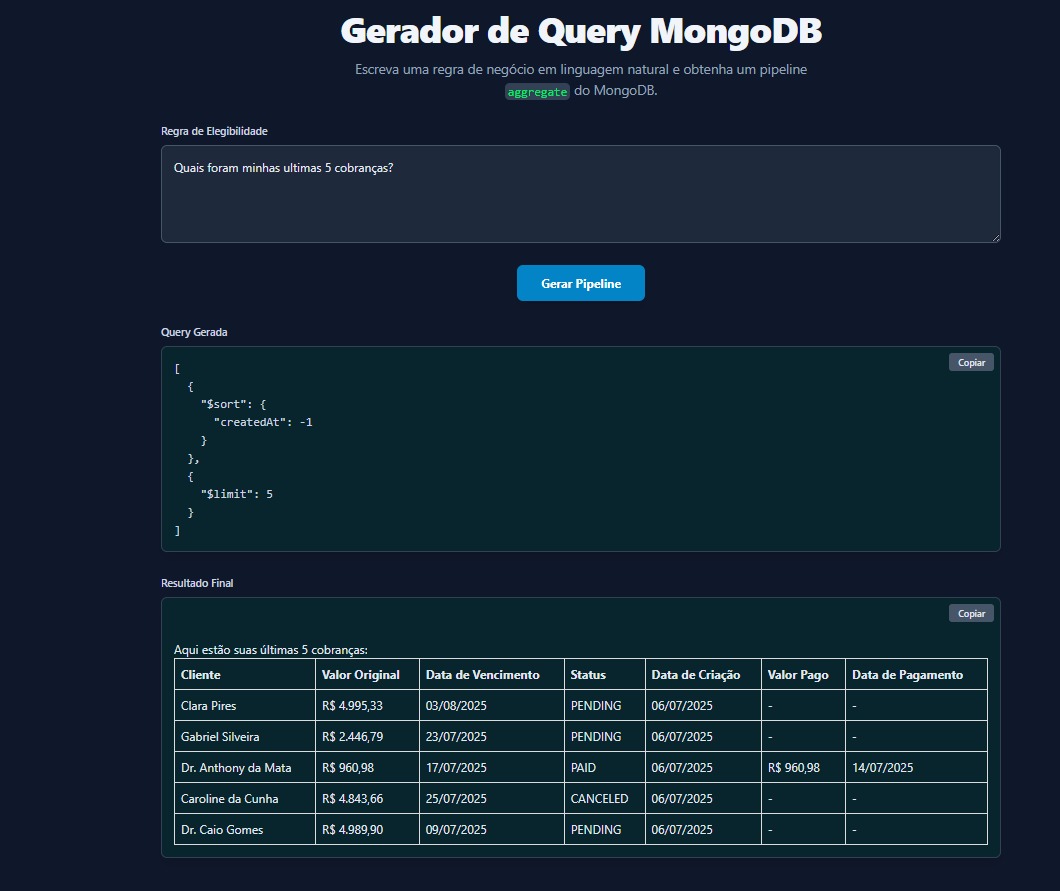 Gerador de Query MongoDB
Escreva uma regra de negócio em linguagem natural e obtenha um pipeline
aggregate do MongoDB.
Regra de Elegibilidade
Quais foram minhas ultimas 5 cobranças?
Gerar Pipeline
Query Gerada
Copiar
[
  {
    "$sort": {
      "createdAt": -1
    }
  },
  {
    "$limit": 5
  }
]
Resultado Final
Copiar
Aqui estão suas últimas 5 cobranças:
Cliente Valor Original Data de Vencimento Status Data de Criação Valor Pago Data de Pagamento
Clara Pires R$ 4.995,33 03/08/2025 PENDING 06/07/2025 - -
Gabriel Silveira R$ 2.446,79 23/07/2025 PENDING 06/07/2025 - -
Dr. Anthony da Mata R$ 960,98 17/07/2025 PAID 06/07/2025 R$ 960,98 14/07/2025
Caroline da Cunha R$ 4.843,66 25/07/2025 CANCELED 06/07/2025 - -
Dr. Caio Gomes R$ 4.989,90 09/07/2025 PENDING 06/07/2025 - -